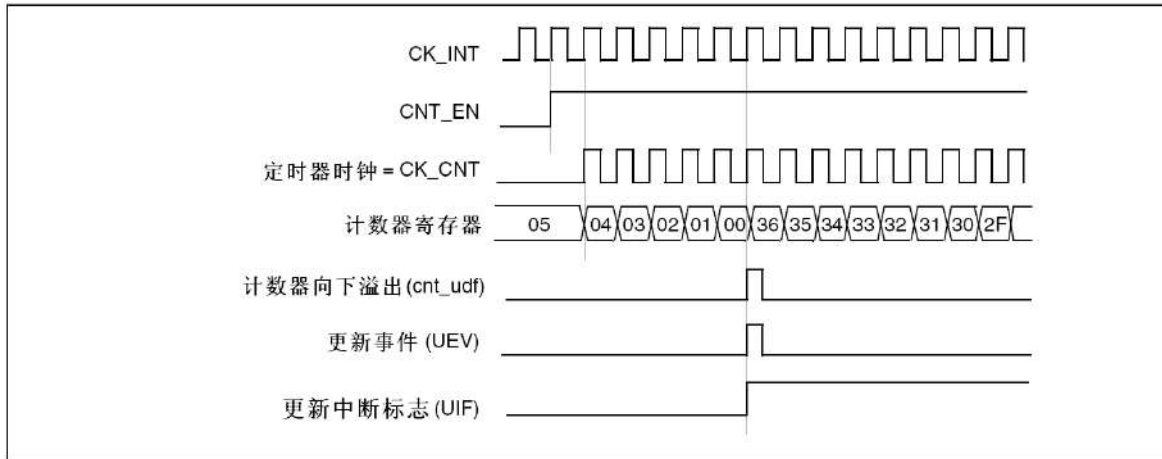 CK_INT
CNT_EN
定时器时钟 = CK_CNT
计数器寄存器 05 04 03 02 01 00 36 35 34 33 32 31 30 2F
计数器向下溢出(cnt_udf)
更新事件 (UEV)
更新中断标志 (UIF)